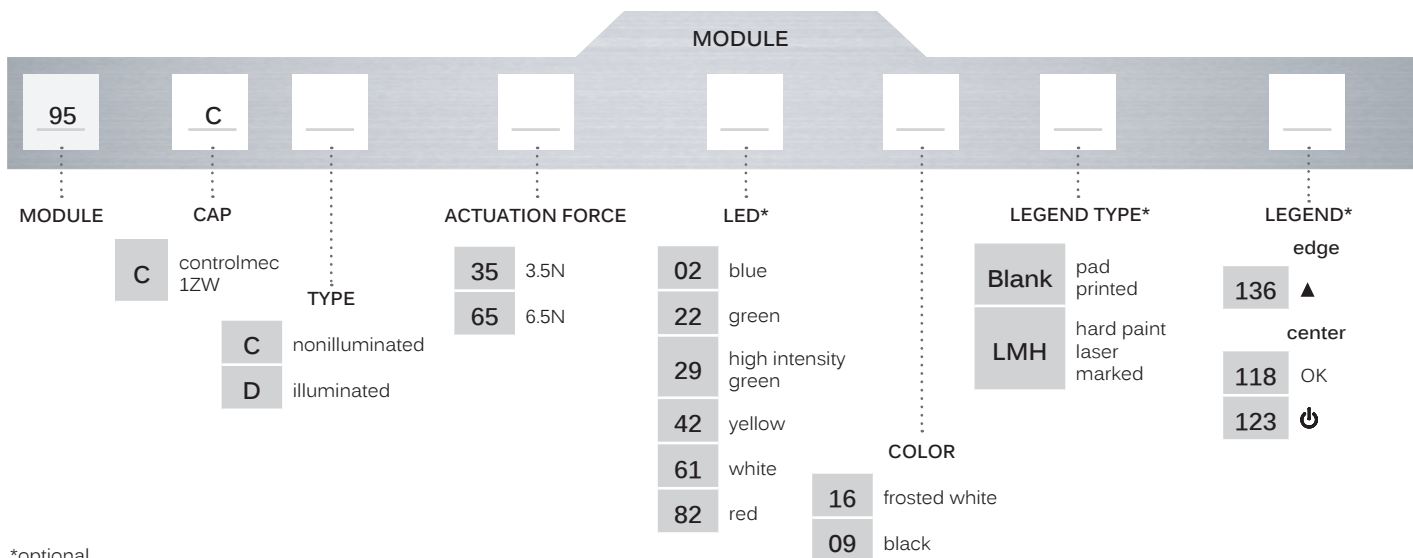 MODULE
95
C
MODULE
CAP
C
controlmec
1ZW
TYPE
C nonilluminated
D illuminated
ACTUATION FORCE
35 3.5N
65 6.5N
LED*
02 blue
22 green
29 high intensity
green
42 yellow
61 white
82 red
COLOR
16 frosted white
09 black
LEGEND TYPE*
Blank pad
printed
LMH hard paint
laser
marked
LEGEND*
edge
136 ▲
center
118 OK
123 ⏻
*optional